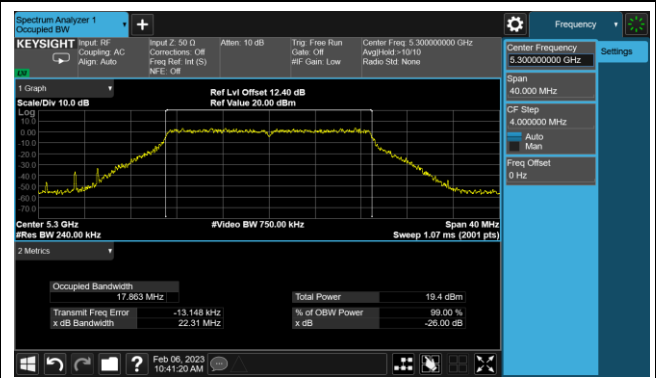 Spectrum Analyzer 1
Occupied BW
Frequency
KEYSIGHT
Input: RF
Coupling: AC
Align: Auto
Input Z: 50 Ω
Corrections: Off
Freq Ref: Int (S)
NFE: Off
Atten: 10 dB
Trig: Free Run
Gate: Off
#IF Gain: Low
Center Freq: 5.300000000 GHz
Avg|Hold:>10/10
Radio Std: None
LXI
Center Frequency
5.300000000 GHz
Settings
Span
40.000 MHz
CF Step
4.000000 MHz
Auto
Man
Freq Offset
0 Hz
1 Graph
Scale/Div 10.0 dB
Ref Lvl Offset 12.40 dB
Ref Value 20.00 dBm
Log
10.0
0.00
-10.0
-20.0
-30.0
-40.0
-50.0
-60.0
-70.0
Center 5.3 GHz
#Video BW 750.00 kHz
Span 40 MHz
#Res BW 240.00 kHz
Sweep 1.07 ms (2001 pts)
2 Metrics
Occupied Bandwidth
17.863 MHz
Total Power
19.4 dBm
Transmit Freq Error
-13.148 kHz
% of OBW Power
99.00 %
x dB Bandwidth
22.31 MHz
x dB
-26.00 dB
?
Feb 06, 2023
10:41:20 AM